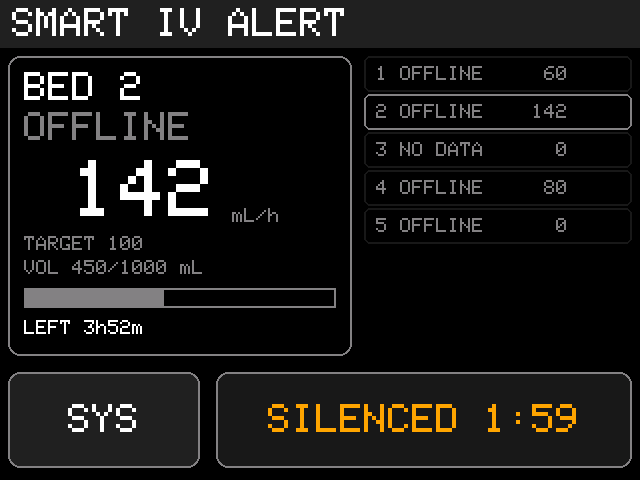 SMART IV ALERT
BED 2
OFFLINE
142 mL/h
TARGET 100
VOL 450/1000 mL
LEFT 3h52m
1 OFFLINE 60
2 OFFLINE 142
3 NO DATA 0
4 OFFLINE 80
5 OFFLINE 0
SYS
SILENCED 1:59